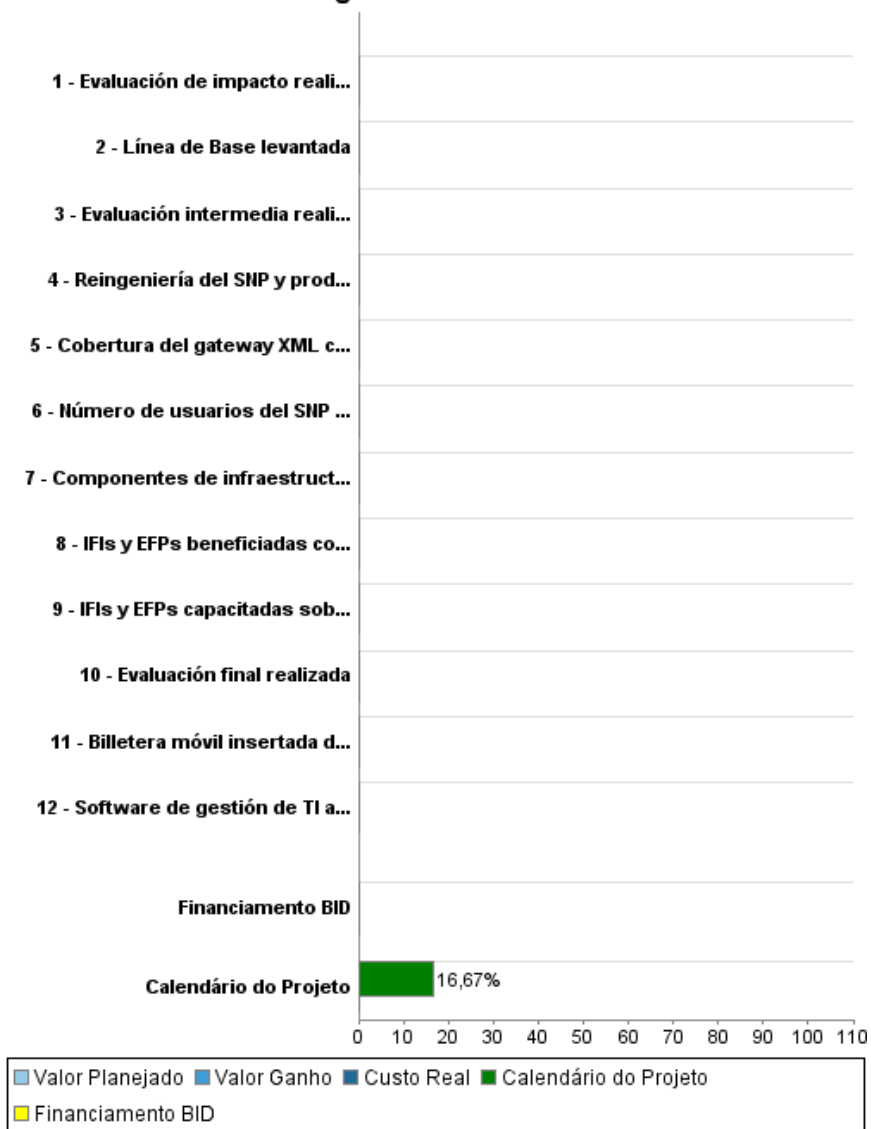 1 - Evaluación de impacto reali...
2 - Línea de Base levantada
3 - Evaluación intermedia reali...
4 - Reingeniería del SNP y prod...
5 - Cobertura del gateway XML c...
6 - Número de usuarios del SNP ...
7 - Componentes de infraestruct...
8 - IFIs y EFPs beneficiadas co...
9 - IFIs y EFPs capacitadas sob...
10 - Evaluación final realizada
11 - Billetera móvil insertada d...
12 - Software de gestión de TI a...
Financiamento BID
Calendário do Projeto 16,67%
0 10 20 30 40 50 60 70 80 90 100 110
Valor Planejado Valor Ganho Custo Real Calendário do Projeto
Financiamento BID